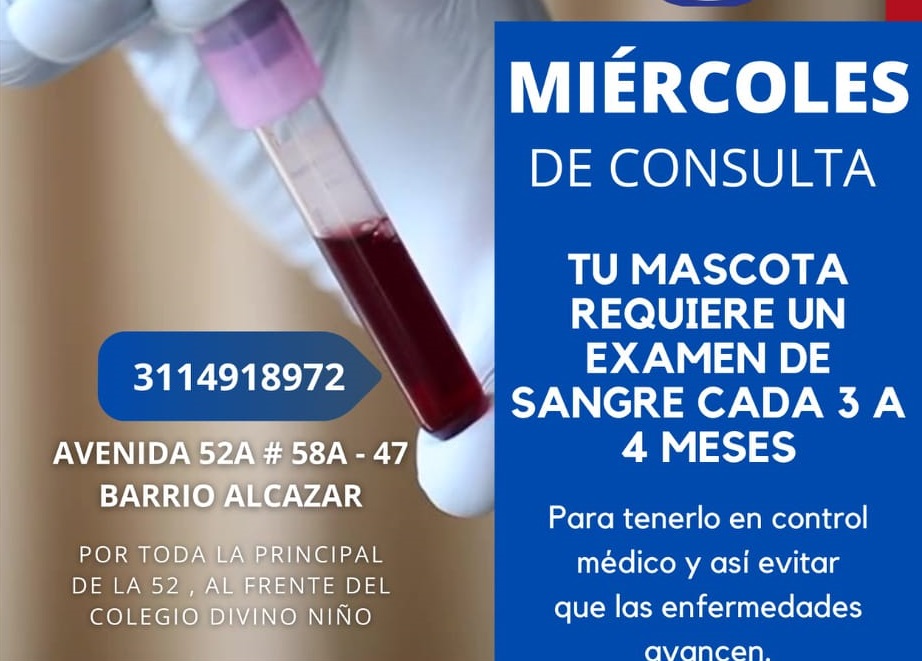 MIÉRCOLES
DE CONSULTA
TU MASCOTA
REQUIERE UN
EXAMEN DE
SANGRE CADA 3 A
4 MESES
Para tenerlo en control
médico y así evitar
que las enfermedades
avancen.
3114918972
AVENIDA 52A # 58A - 47
BARRIO ALCAZAR
POR TODA LA PRINCIPAL
DE LA 52 , AL FRENTE DEL
COLEGIO DIVINO NIÑO